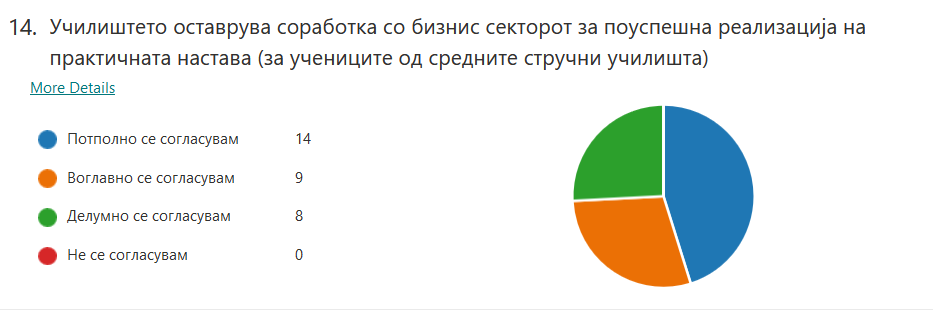 14. Училиштето оставрува соработка со бизнис секторот за поуспешна реализација на
практичната настава (за учениците од средните стручни училишта)
More Details
Потполно се согласувам 14
Воглавно се согласувам 9
Делумно се согласувам 8
Не се согласувам 0